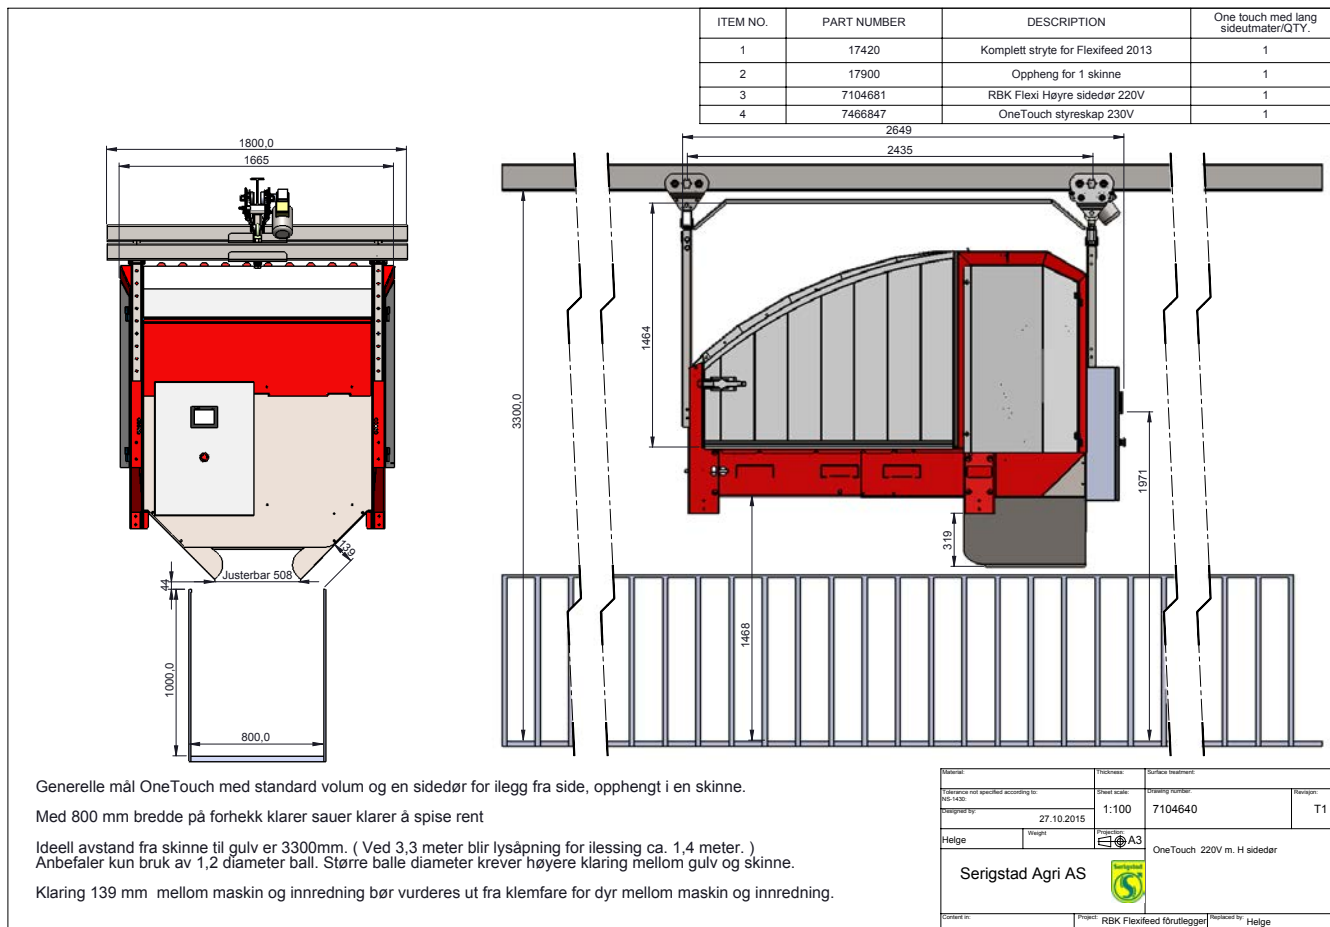 ITEM NO. PART NUMBER DESCRIPTION One touch med lang sideutmater/QTY.
1 17420 Komplett stryte for Flexifeed 2013 1
2 17900 Oppheng for 1 skinne 1
3 7104681 RBK Flexi Høyre sidedør 220V 1
4 7466847 OneTouch styreskap 230V 1
1800,0
1665
2649
2435
1464
3300,0
1971
319
1468
139
Justerbar 508
44
1000,0
800,0
Generelle mål OneTouch med standard volum og en sidedør for ilegg fra side, opphengt i en skinne.
Med 800 mm bredde på forhekk klarer sauer klarer å spise rent
Ideell avstand fra skinne til gulv er 3300mm. ( Ved 3,3 meter blir lysåpning for ilessing ca. 1,4 meter. )
Anbefaler kun bruk av 1,2 diameter ball. Større balle diameter krever høyere klaring mellom gulv og skinne.
Klaring 139 mm mellom maskin og innredning bør vurderes ut fra klemfare for dyr mellom maskin og innredning.
Material: Thickness: Surface treatment:
Tolerance not specified according to:
NS-1430:
Sheet scale:
1:100
Drawing number:
7104640
Revisjon:
T1
Designed by:
27.10.2015
Helge
Weight
Projection:
A3
OneTouch 220V m. H sidedør
Serigstad Agri AS
Serigstad
S
Content in:
Project: RBK Flexifeed fôrutlegger
Replaced by: Helge